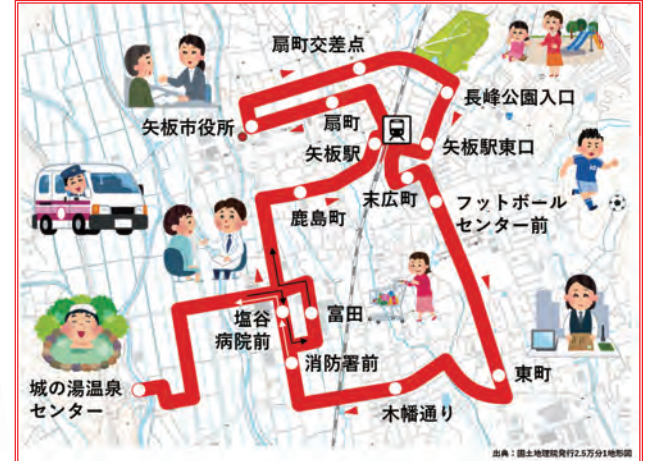 扇町交差点
長峰公園入口
矢板市役所
扇町
矢板駅
矢板駅東口
末広町
鹿島町
フットボール
センター前
塩谷
病院前
富田
消防署前
城の湯温泉
センター
東町
木幡通り
出典：国土地理院発行2.5万分1地形図